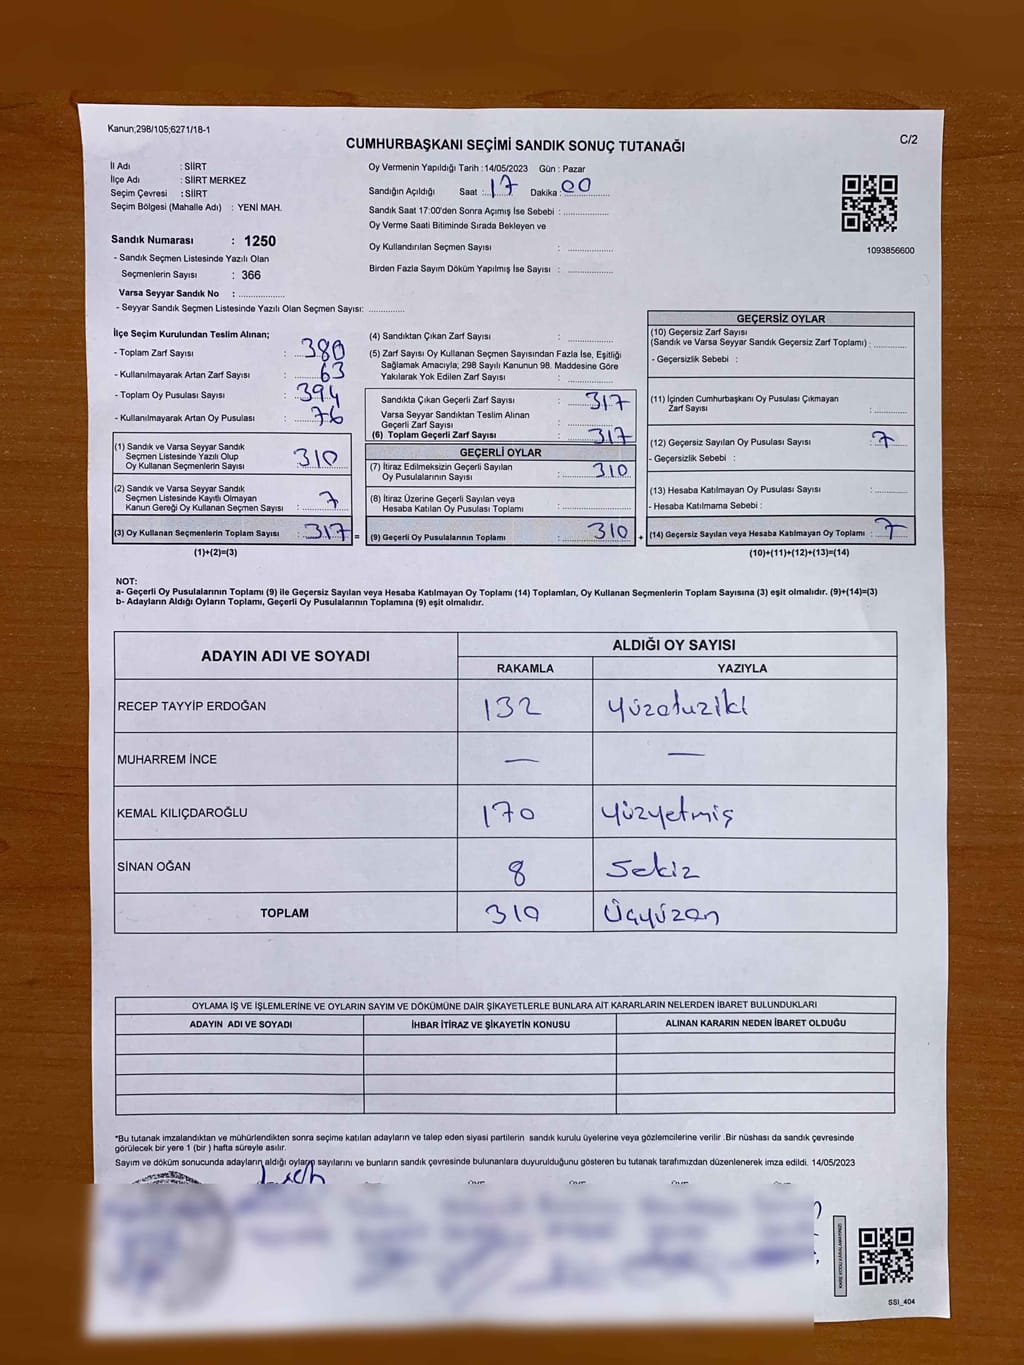 Kanun;298/105;6271/18-1
C/2
CUMHURBAŞKANI SEÇİMİ SANDIK SONUÇ TUTANAĞI
İl Adı : SİİRT
İlçe Adı : SİİRT MERKEZ
Seçim Çevresi : SİİRT
Seçim Bölgesi (Mahalle Adı) : YENİ MAH.
Sandık Numarası : 1250
- Sandık Seçmen Listesinde Yazılı Olan
Seçmenlerin Sayısı : 366
Varsa Seyyar Sandık No : ................
- Seyyar Sandık Seçmen Listesinde Yazılı Olan Seçmen Sayısı: .............
Oy Vermenin Yapıldığı Tarih :14/05/2023 Gün : Pazar
Sandığın Açıldığı Saat :..17 Dakika :00
Sandık Saat 17:00'den Sonra Açımış İse Sebebi : ................
Oy Verme Saati Bitiminde Sırada Bekleyen ve
Oy Kullandırılan Seçmen Sayısı : ................
Birden Fazla Sayım Döküm Yapılmış İse Sayısı : ................
1093856600
İlçe Seçim Kurulundan Teslim Alınan;
- Toplam Zarf Sayısı : 380
- Kullanılmayarak Artan Zarf Sayısı : 63
- Toplam Oy Pusulası Sayısı : 394
- Kullanılmayarak Artan Oy Pusulası : 76
(1) Sandık ve Varsa Seyyar Sandık
Seçmen Listesinde Yazılı Olup
Oy Kullanan Seçmenlerin Sayısı 310
(2) Sandık ve Varsa Seyyar Sandık
Seçmen Listesinde Kayıtlı Olmayan
Kanun Gereği Oy Kullanan Seçmen Sayısı : 7
(3) Oy Kullanan Seçmenlerin Toplam Sayısı : 317 =
(1)+(2)=(3)
(4) Sandıktan Çıkan Zarf Sayısı : ................
(5) Zarf Sayısı Oy Kullanan Seçmen Sayısından Fazla İse, Eşitliği
Sağlamak Amacıyla; 298 Sayılı Kanunun 98. Maddesine Göre
Yakılarak Yok Edilen Zarf Sayısı : ................
Sandıkta Çıkan Geçerli Zarf Sayısı : 317
Varsa Seyyar Sandıktan Teslim Alınan
Geçerli Zarf Sayısı : ................
(6) Toplam Geçerli Zarf Sayısı : 317
GEÇERLİ OYLAR
(7) İtiraz Edilmeksizin Geçerli Sayılan
Oy Pusulalarının Sayısı : 310
(8) İtiraz Üzerine Geçerli Sayılan veya
Hesaba Katılan Oy Pusulası Toplamı : ................
(9) Geçerli Oy Pusulalarının Toplamı : 310 +
GEÇERSİZ OYLAR
(10) Geçersiz Zarf Sayısı
(Sandık ve Varsa Seyyar Sandık Geçersiz Zarf Toplamı) : ............
- Geçersizlik Sebebi :
(11) İçinden Cumhurbaşkanı Oy Pusulası Çıkmayan
Zarf Sayısı : ............
(12) Geçersiz Sayılan Oy Pusulası Sayısı : 7
- Geçersizlik Sebebi :
(13) Hesaba Katılmayan Oy Pusulası Sayısı : ............
- Hesaba Katılmama Sebebi :
(14) Geçersiz Sayılan veya Hesaba Katılmayan Oy Toplamı : 7
(10)+(11)+(12)+(13)=(14)
NOT:
a- Geçerli Oy Pusulalarının Toplamı (9) ile Geçersiz Sayılan veya Hesaba Katılmayan Oy Toplamı (14) Toplamları, Oy Kullanan Seçmenlerin Toplam Sayısına (3) eşit olmalıdır. (9)+(14)=(3)
b- Adayların Aldığı Oyların Toplamı, Geçerli Oy Pusulalarının Toplamına (9) eşit olmalıdır.
ADAYIN ADI VE SOYADI ALDIĞI OY SAYISI
RAKAMLA YAZIYLA
RECEP TAYYİP ERDOĞAN 132 Yüzotuziki
MUHARREM İNCE — —
KEMAL KILIÇDAROĞLU 170 Yüzyetmiş
SİNAN OĞAN 8 Sekiz
TOPLAM 310 Üçyüzon
OYLAMA İŞ VE İŞLEMLERİNE VE OYLARIN SAYIM VE DÖKÜMÜNE DAİR ŞİKAYETLERLE BUNLARA AİT KARARLARIN NELERDEN İBARET BULUNDUKLARI
ADAYIN ADI VE SOYADI İHBAR İTİRAZ VE ŞİKAYETİN KONUSU ALINAN KARARIN NEDEN İBARET OLDUĞU
*Bu tutanak imzalandıktan ve mühürlendikten sonra seçime katılan adayların ve talep eden siyasi partilerin sandık kurulu üyelerine veya gözlemcilerine verilir .Bir nüshası da sandık çevresinde
görülecek bir yere 1 (bir ) hafta süreyle asılır.
Sayım ve döküm sonucunda adayların aldığı oyların sayılarını ve bunların sandık çevresinde bulunanlara duyurulduğunu gösteren bu tutanak tarafımızdan düzenlenerek imza edildi. 14/05/2023
SSI_404